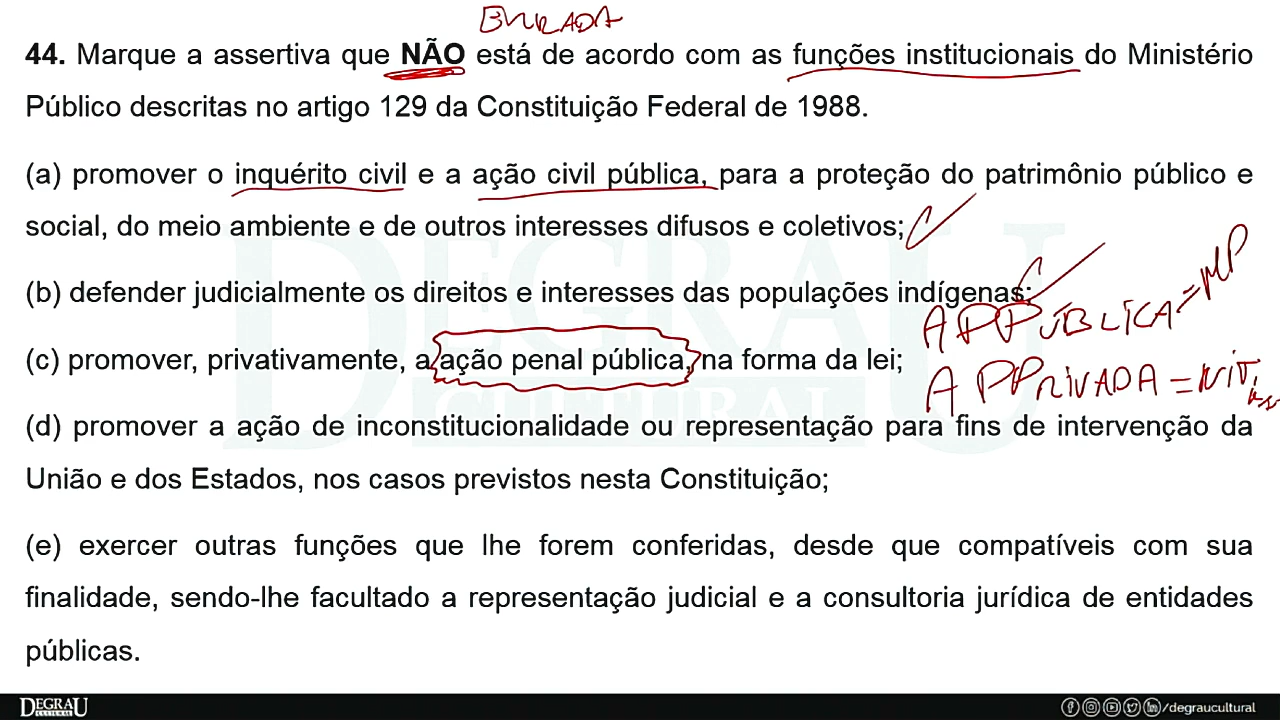 ERRADA
44. Marque a assertiva que NÃO está de acordo com as funções institucionais do Ministério
Público descritas no artigo 129 da Constituição Federal de 1988.
(a) promover o inquérito civil e a ação civil pública, para a proteção do patrimônio público e
social, do meio ambiente e de outros interesses difusos e coletivos;
(b) defender judicialmente os direitos e interesses das populações indígenas;
A P PÚBLICA = MP
(c) promover, privativamente, a ação penal pública, na forma da lei;
A P PRIVADA =
(d) promover a ação de inconstitucionalidade ou representação para fins de intervenção da
União e dos Estados, nos casos previstos nesta Constituição;
(e) exercer outras funções que lhe forem conferidas, desde que compatíveis com sua
finalidade, sendo-lhe facultado a representação judicial e a consultoria jurídica de entidades
públicas.
DEGRAU CULTURAL
DEGRAU
CULTURAL
/degraucultural